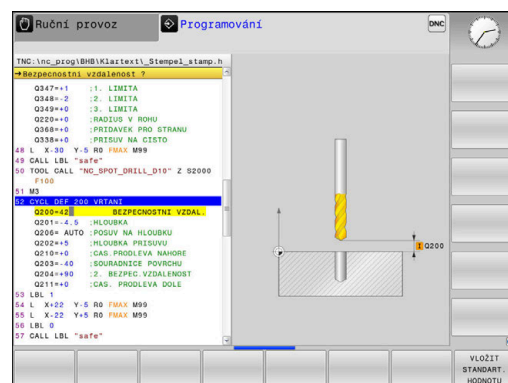 Ruční provoz
Programování
DNC
TNC:\nc_prog\BHB\Klartext\_Stempel_stamp.h
→Bezpecnostni vzdalenost ?
Q347=+1 ;1. LIMITA
Q348=-2 ;2. LIMITA
Q349=+0 ;3. LIMITA
Q220=+0 ;RADIUS V ROHU
Q368=+0 ;PRIDAVEK PRO STRANU
Q338=+0 ;PRISUV NA CISTO
48 L X-30 Y-5 R0 FMAX M99
49 CALL LBL "safe"
50 TOOL CALL "NC_SPOT_DRILL_D10" Z S2000
F100
51 M3
52 CYCL DEF 200 VRTANI
Q200=42 BEZPECNOSTNI VZDAL.
Q201=-4.5 ;HLOUBKA
Q206= AUTO ;POSUV NA HLOUBKU
Q202=+5 ;HLOUBKA PRISUVU
Q210=+0 ;CAS.PRODLEVA NAHORE
Q203=-40 ;SOURADNICE POVRCHU
Q204=+90 ;2. BEZPEC.VZDALENOST
Q211=+0 ;CAS. PRODLEVA DOLE
53 LBL 1
54 L X+22 Y-5 R0 FMAX M99
55 L X-22 Y+5 R0 FMAX M99
56 LBL 0
57 CALL LBL "safe"
I Q200
VLOŽIT
STANDART.
HODNOTU